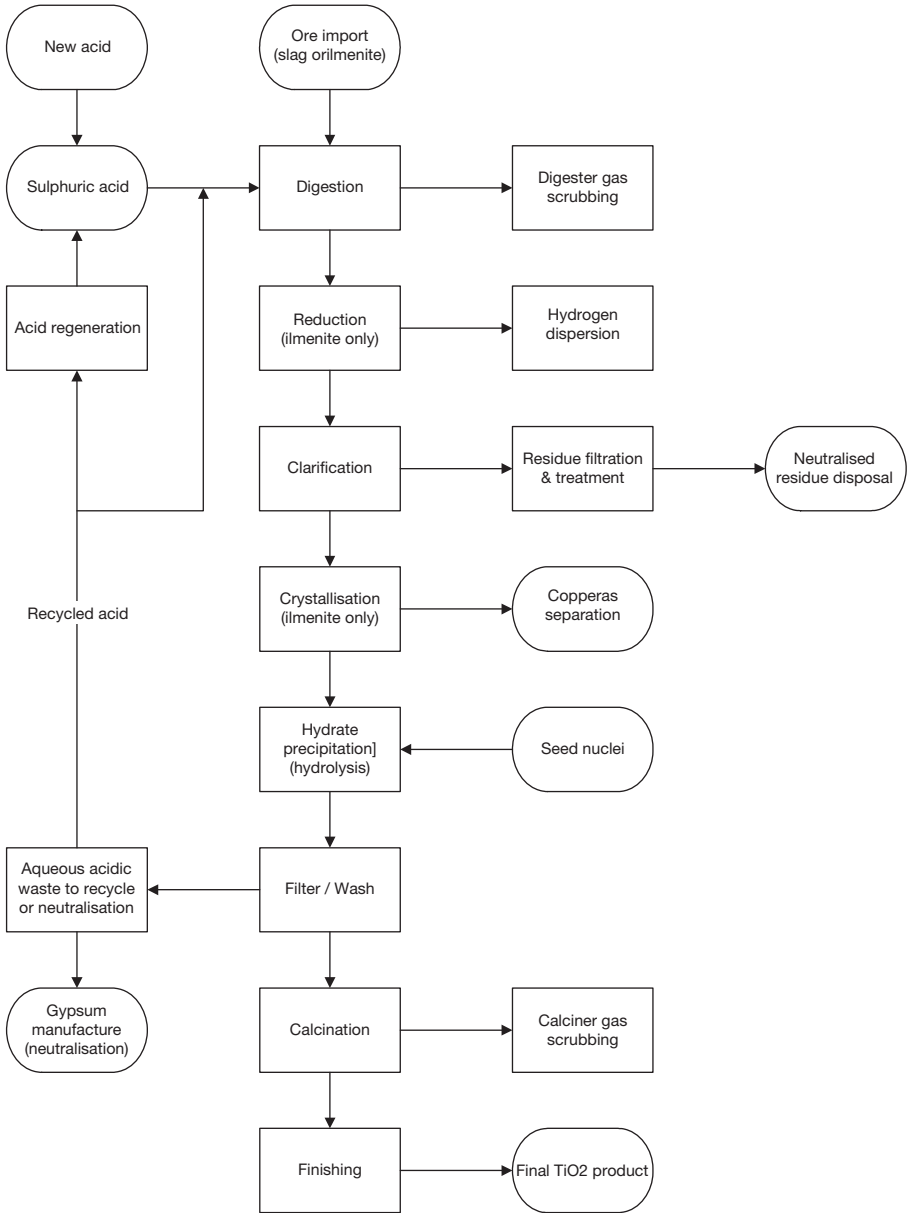 New acid
Ore import
(slag orilmenite)
Sulphuric acid
Digestion
Digester gas
scrubbing
Acid regeneration
Reduction
(ilmenite only)
Hydrogen
dispersion
Clarification
Residue filtration
& treatment
Neutralised
residue disposal
Recycled acid
Crystallisation
(ilmenite only)
Copperas
separation
Hydrate
precipitation]
(hydrolysis)
Seed nuclei
Aqueous acidic
waste to recycle
or neutralisation
Filter / Wash
Gypsum
manufacture
(neutralisation)
Calcination
Calciner gas
scrubbing
Finishing
Final TiO2 product